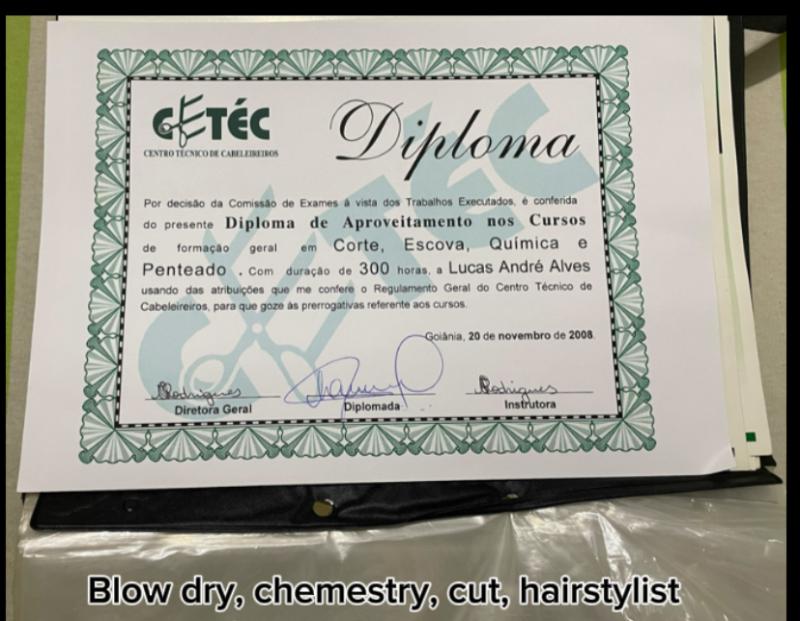 CETÉC
CENTRO TÉCNICO DE CABELEIREIROS
Diploma
Por decisão da Comissão de Exames à vista dos Trabalhos Executados, é conferida
do presente Diploma de Aproveitamento nos Cursos
de formação geral em Corte, Escova, Química e
Penteado . Com duração de 300 horas, a Lucas André Alves
usando das atribuições que me confere o Regulamento Geral do Centro Técnico de
Cabeleireiros, para que goze às prerrogativas referente aos cursos.
Goiânia, 20 de novembro de 2008.
Rodrigues
Rodrigues
Diretora Geral
Diplomada
Instrutora
Blow dry, chemestry, cut, hairstylist